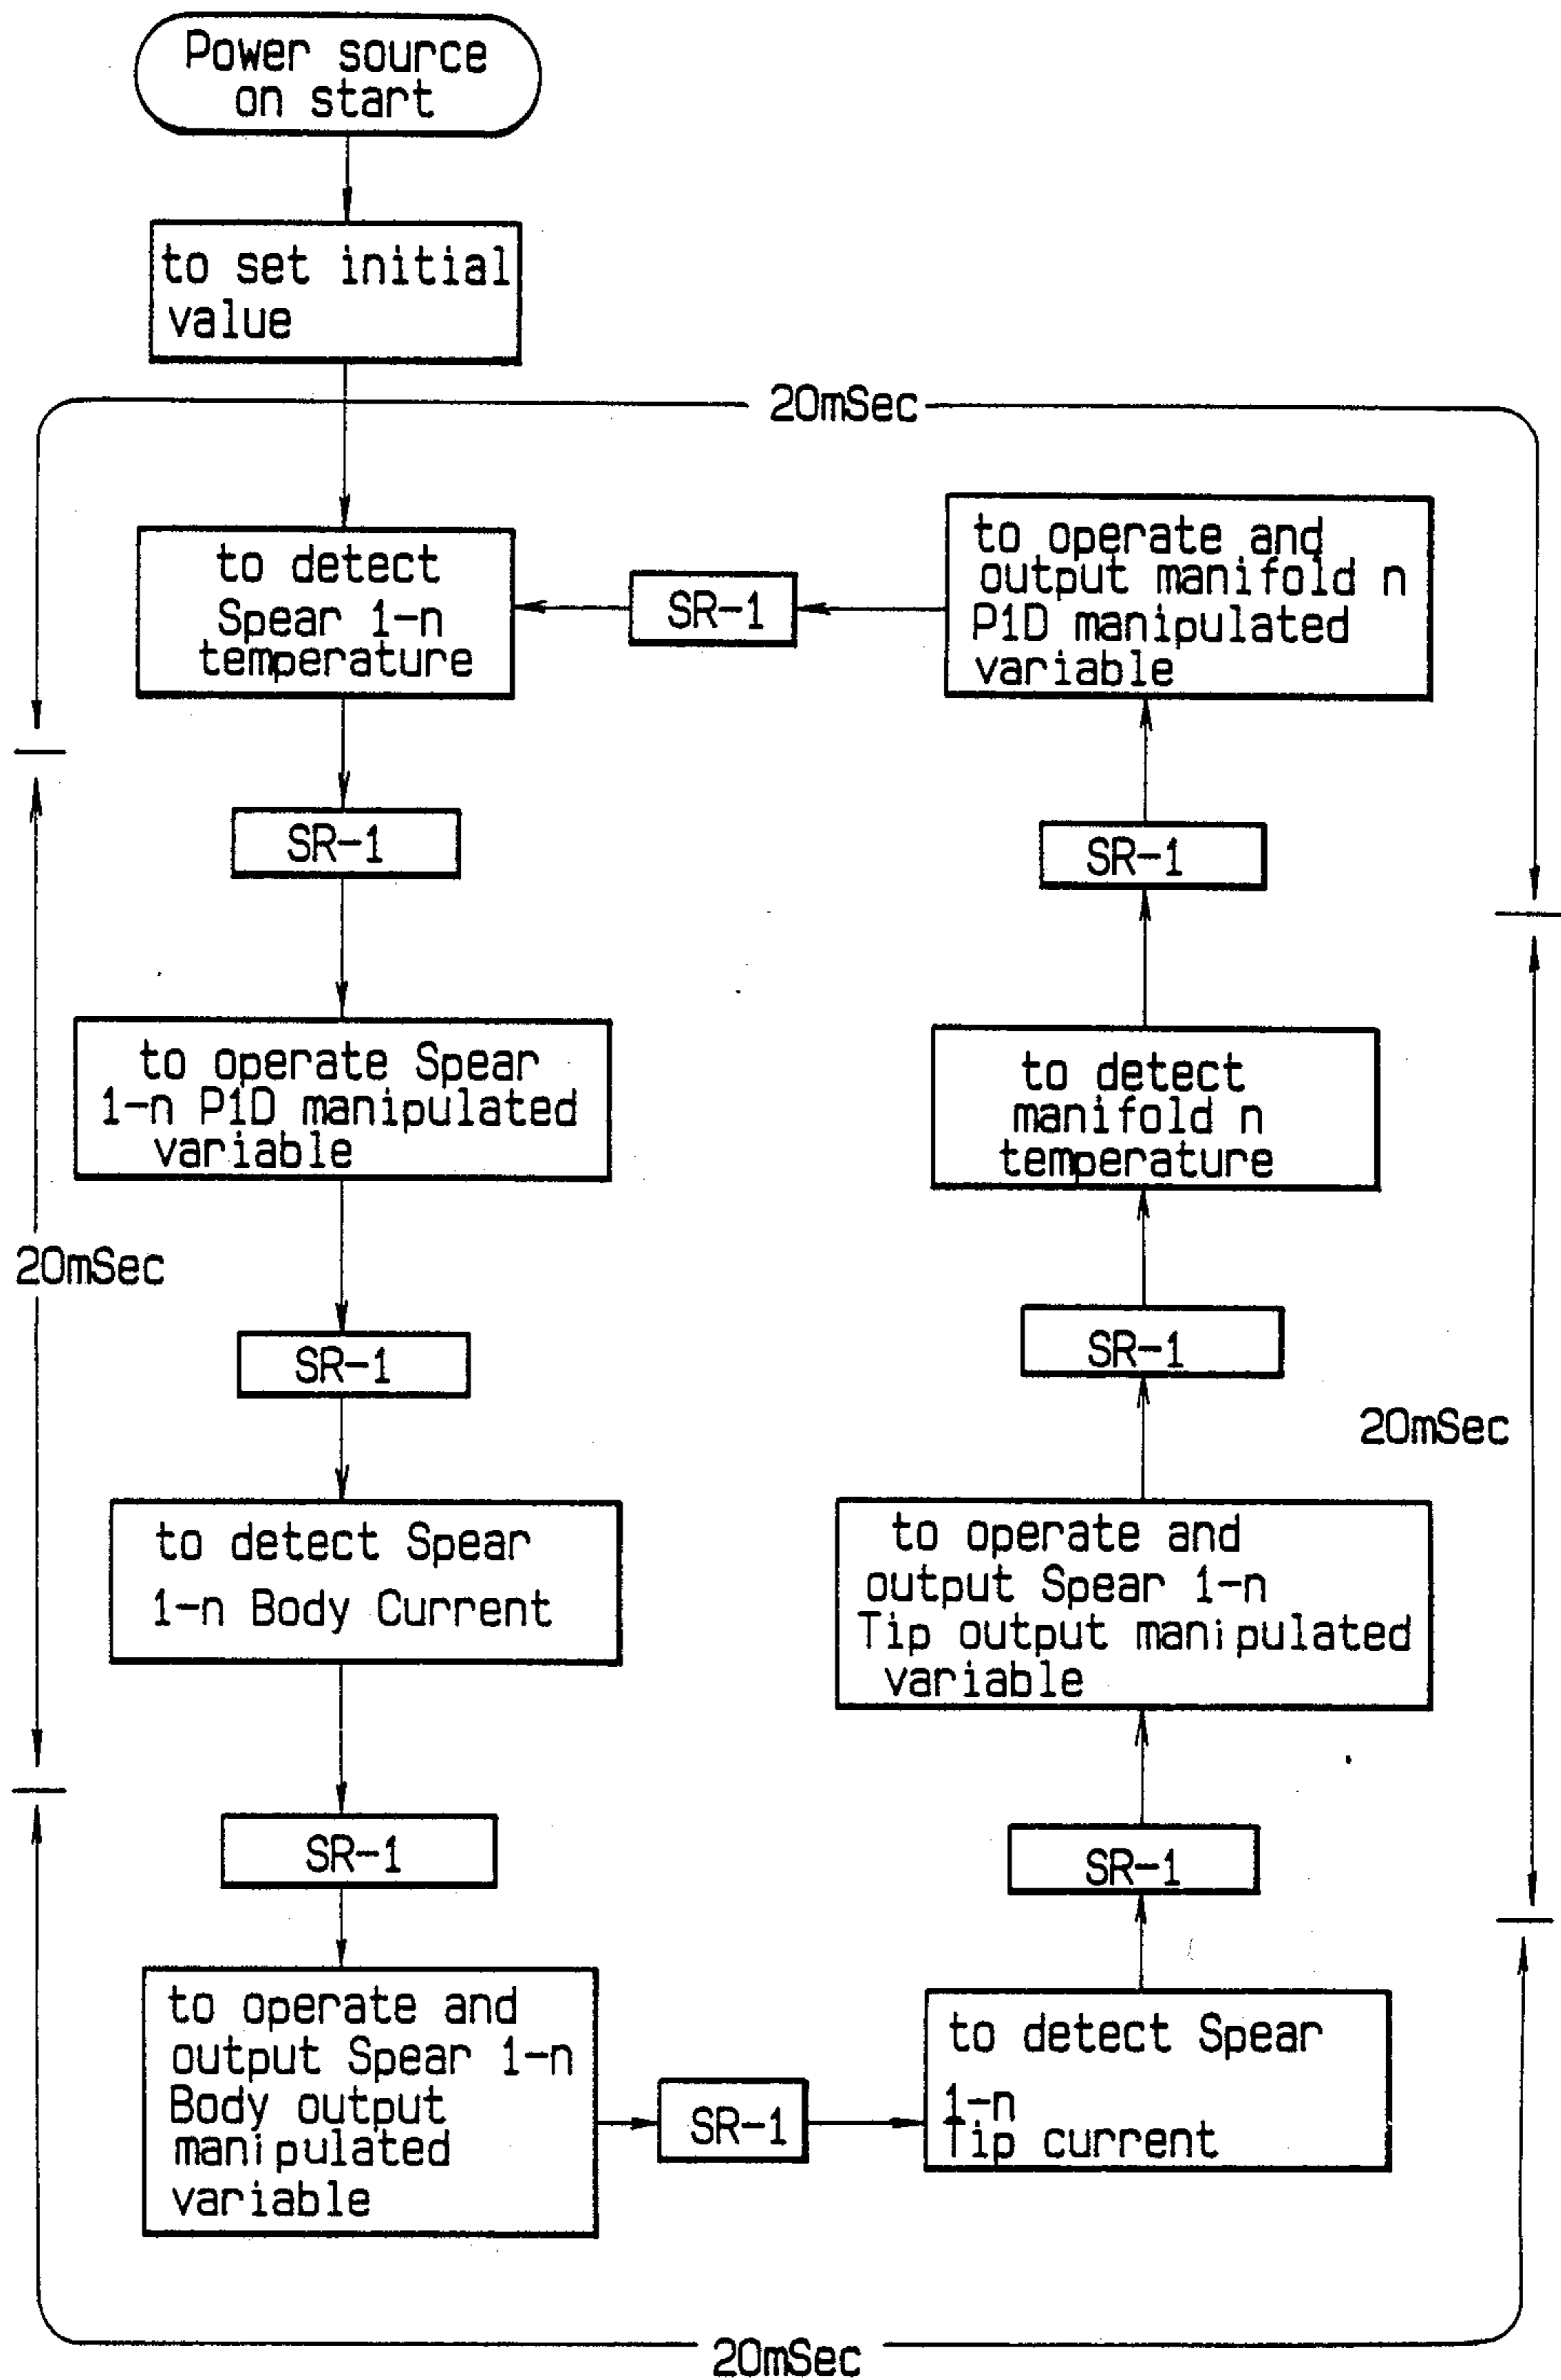 Power source
on start
to set initial
value
20mSec
to detect
Spear 1-n
temperature
SR-1
to operate and
output manifold n
P1D manipulated
variable
SR-1
SR-1
to operate Spear
1-n P1D manipulated
variable
to detect
manifold n
temperature
20mSec
SR-1
SR-1
20mSec
to detect Spear
1-n Body Current
to operate and
output Spear 1-n
Tip output manipulated
variable
SR-1
SR-1
to operate and
output Spear 1-n
Body output
manipulated
variable
SR-1
to detect Spear
1-n
Tip current
20mSec